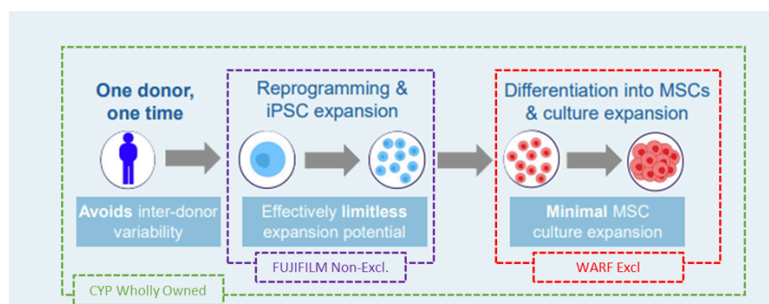 One donor,
one time
Avoids inter-donor
variability
Reprogramming &
iPSC expansion
Effectively limitless
expansion potential
FUJIFILM Non-Excl.
Differentiation into MSCs
& culture expansion
Minimal MSC
culture expansion
WARF Excl
CYP Wholly Owned